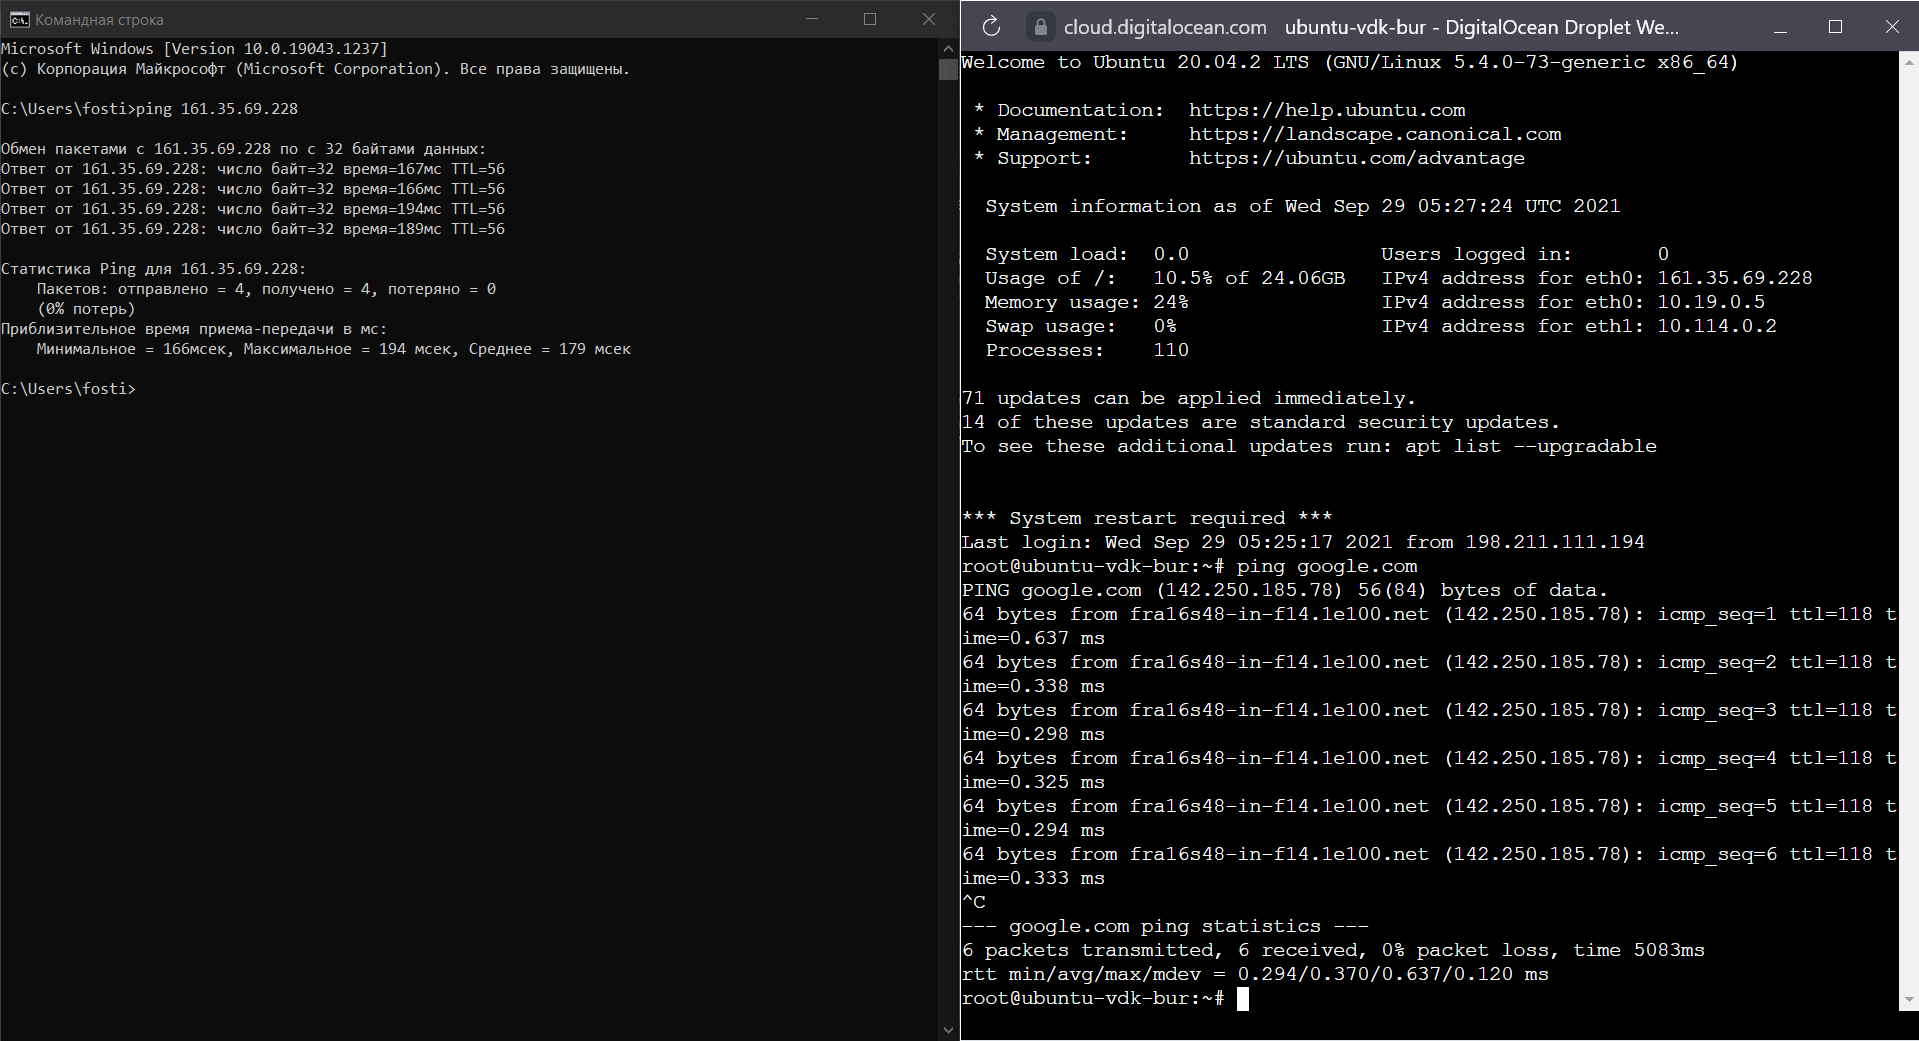 Командная строка
Microsoft Windows [Version 10.0.19043.1237]
(c) Корпорация Майкрософт (Microsoft Corporation). Все права защищены.
C:\Users\fosti>ping 161.35.69.228
Обмен пакетами с 161.35.69.228 по с 32 байтами данных:
Ответ от 161.35.69.228: число байт=32 время=167мс TTL=56
Ответ от 161.35.69.228: число байт=32 время=166мс TTL=56
Ответ от 161.35.69.228: число байт=32 время=194мс TTL=56
Ответ от 161.35.69.228: число байт=32 время=189мс TTL=56
Статистика Ping для 161.35.69.228:
Пакетов: отправлено = 4, получено = 4, потеряно = 0
(0% потерь)
Приблизительное время приема-передачи в мс:
Минимальное = 166мсек, Максимальное = 194 мсек, Среднее = 179 мсек
C:\Users\fosti>
cloud.digitalocean.com ubuntu-vdk-bur - DigitalOcean Droplet We...
Welcome to Ubuntu 20.04.2 LTS (GNU/Linux 5.4.0-73-generic x86_64)
* Documentation: https://help.ubuntu.com
* Management: https://landscape.canonical.com
* Support: https://ubuntu.com/advantage
System information as of Wed Sep 29 05:27:24 UTC 2021
System load: 0.0 Users logged in: 0
Usage of /: 10.5% of 24.06GB IPv4 address for eth0: 161.35.69.228
Memory usage: 24% IPv4 address for eth0: 10.19.0.5
Swap usage: 0% IPv4 address for eth1: 10.114.0.2
Processes: 110
71 updates can be applied immediately.
14 of these updates are standard security updates.
To see these additional updates run: apt list --upgradable
*** System restart required ***
Last login: Wed Sep 29 05:25:17 2021 from 198.211.111.194
root@ubuntu-vdk-bur:~# ping google.com
PING google.com (142.250.185.78) 56(84) bytes of data.
64 bytes from fra16s48-in-f14.1e100.net (142.250.185.78): icmp_seq=1 ttl=118 t
ime=0.637 ms
64 bytes from fra16s48-in-f14.1e100.net (142.250.185.78): icmp_seq=2 ttl=118 t
ime=0.338 ms
64 bytes from fra16s48-in-f14.1e100.net (142.250.185.78): icmp_seq=3 ttl=118 t
ime=0.298 ms
64 bytes from fra16s48-in-f14.1e100.net (142.250.185.78): icmp_seq=4 ttl=118 t
ime=0.325 ms
64 bytes from fra16s48-in-f14.1e100.net (142.250.185.78): icmp_seq=5 ttl=118 t
ime=0.294 ms
64 bytes from fra16s48-in-f14.1e100.net (142.250.185.78): icmp_seq=6 ttl=118 t
ime=0.333 ms
^C
--- google.com ping statistics ---
6 packets transmitted, 6 received, 0% packet loss, time 5083ms
rtt min/avg/max/mdev = 0.294/0.370/0.637/0.120 ms
root@ubuntu-vdk-bur:~#